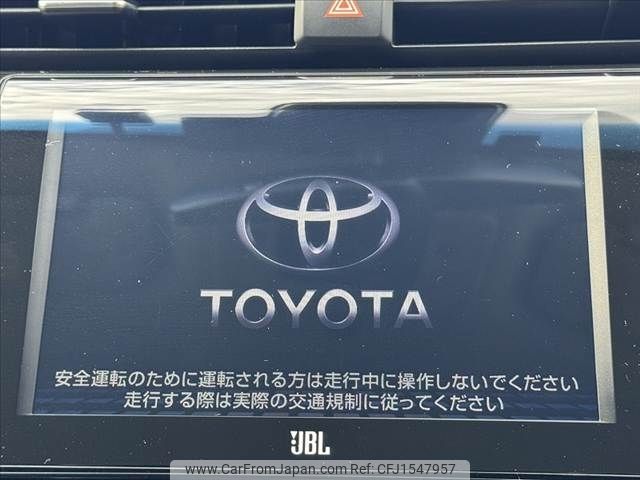 TOYOTA
安全運転のために運転される方は走行中に操作しないでください
走行する際は実際の交通規制に従ってください
JBL
www.CarFromJapan.com CFJ1547957